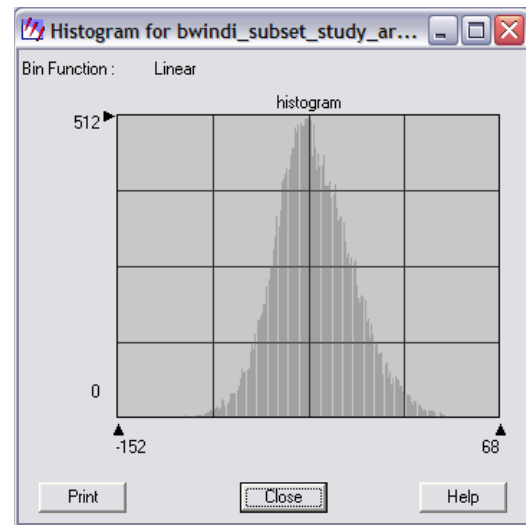 Histogram for bwindi_subset_study_ar...
Bin Function : Linear
histogram
512
0
-152
68
Print
Close
Help